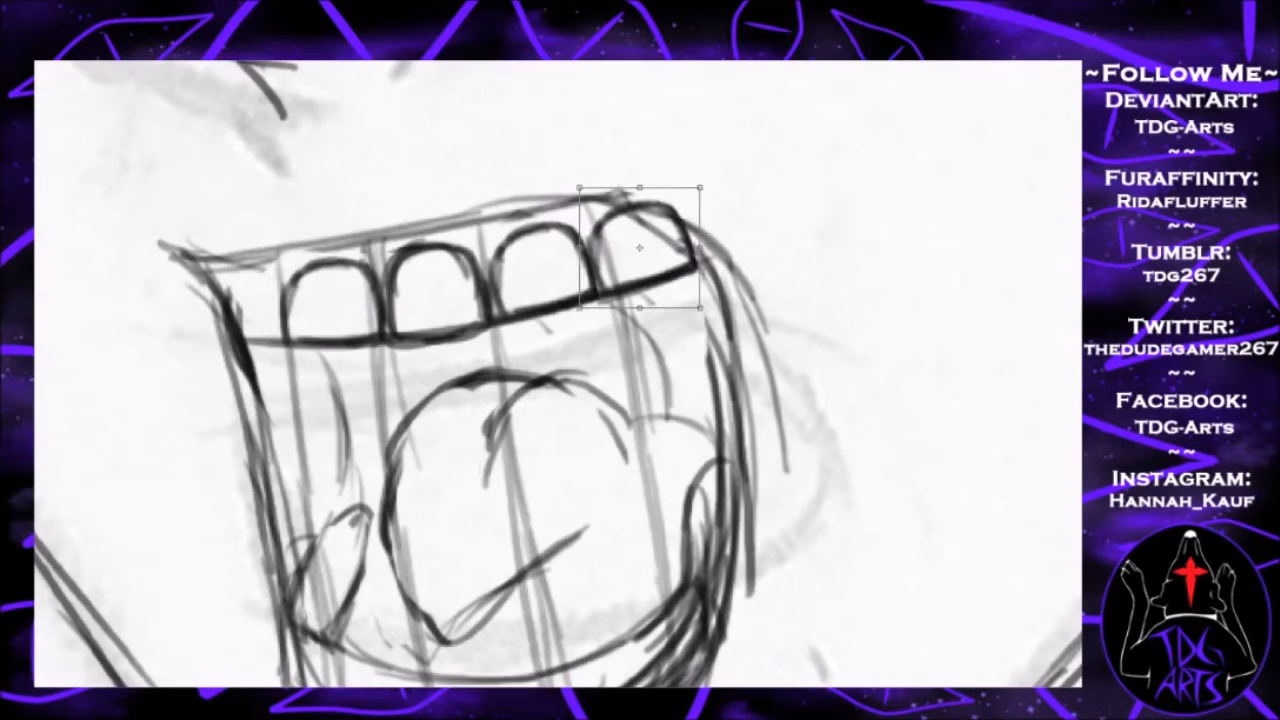 ~Follow Me~
DeviantArt:
TDG-Arts
~~
Furaffinity:
Ridafluffer
~~
Tumblr:
tdg267
~~
Twitter:
thedudegamer267
~~
Facebook:
TDG-Arts
~~
Instagram:
Hannah_Kauf
TDG
ARTS